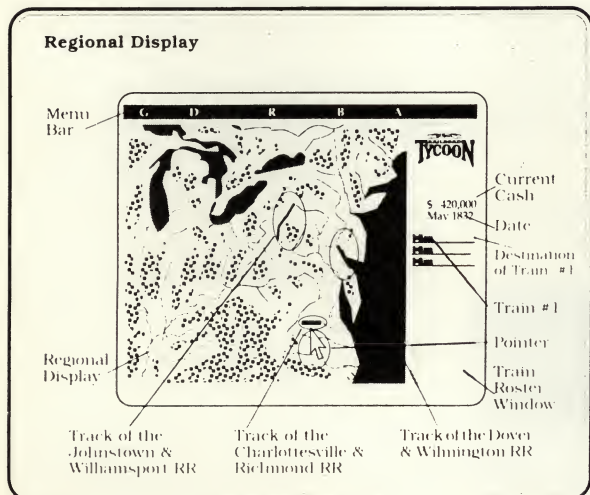 Regional Display
Menu
Bar
G D R B A
RAILROAD
TYCOON
Current
Cash
$ 420,000
May 1832
Date
Destination
of Train #1
Train #1
Pointer
Regional
Display
Train
Roster
Window
Track of the
Johnstown &
Williamsport RR
Track of the
Charlottesville &
Richmond RR
Track of the Dover
& Wilmington RR